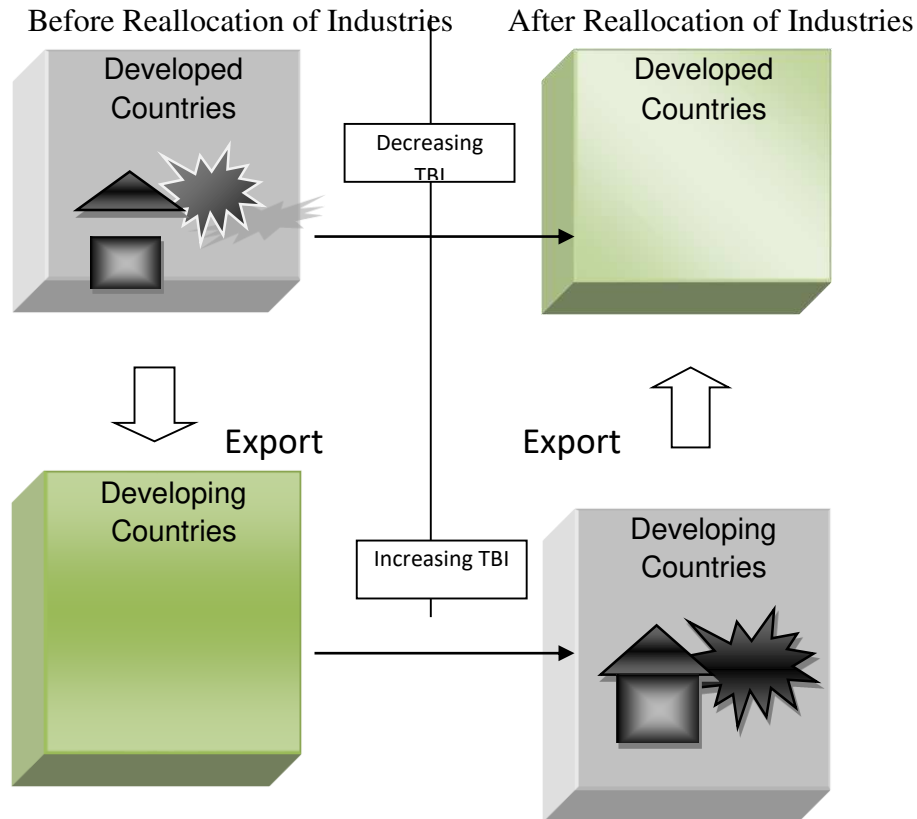 Before Reallocation of Industries
After Reallocation of Industries
Developed
Countries
Developed
Countries
Decreasing
TBI
Export
Export
Developing
Countries
Increasing TBI
Developing
Countries